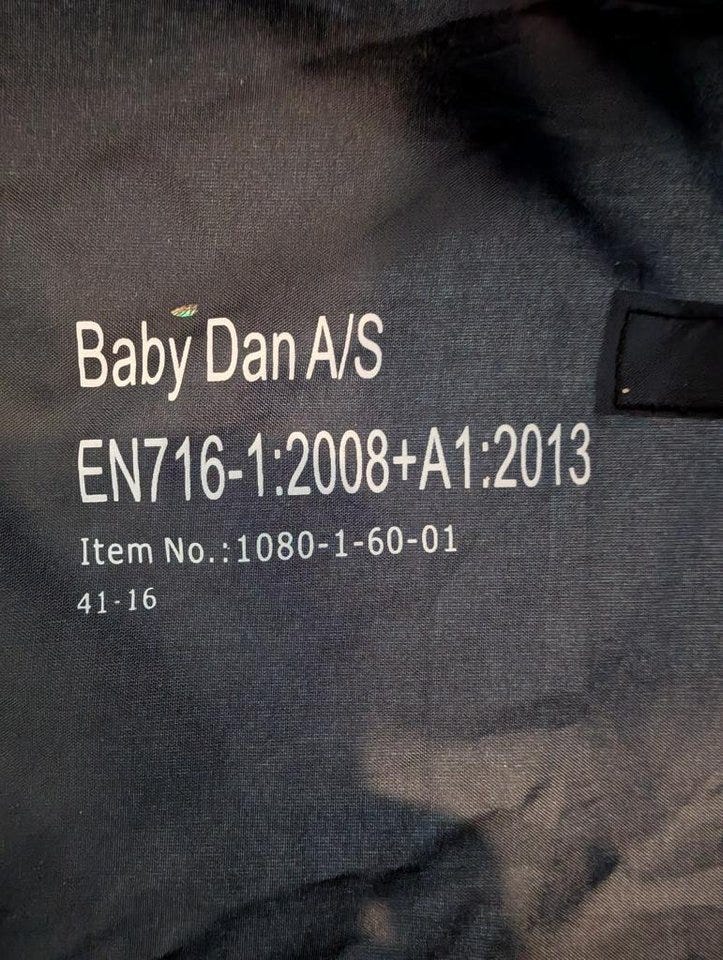 Baby Dan A/S
EN716-1:2008+A1:2013
Item No.:1080-1-60-01
41-16